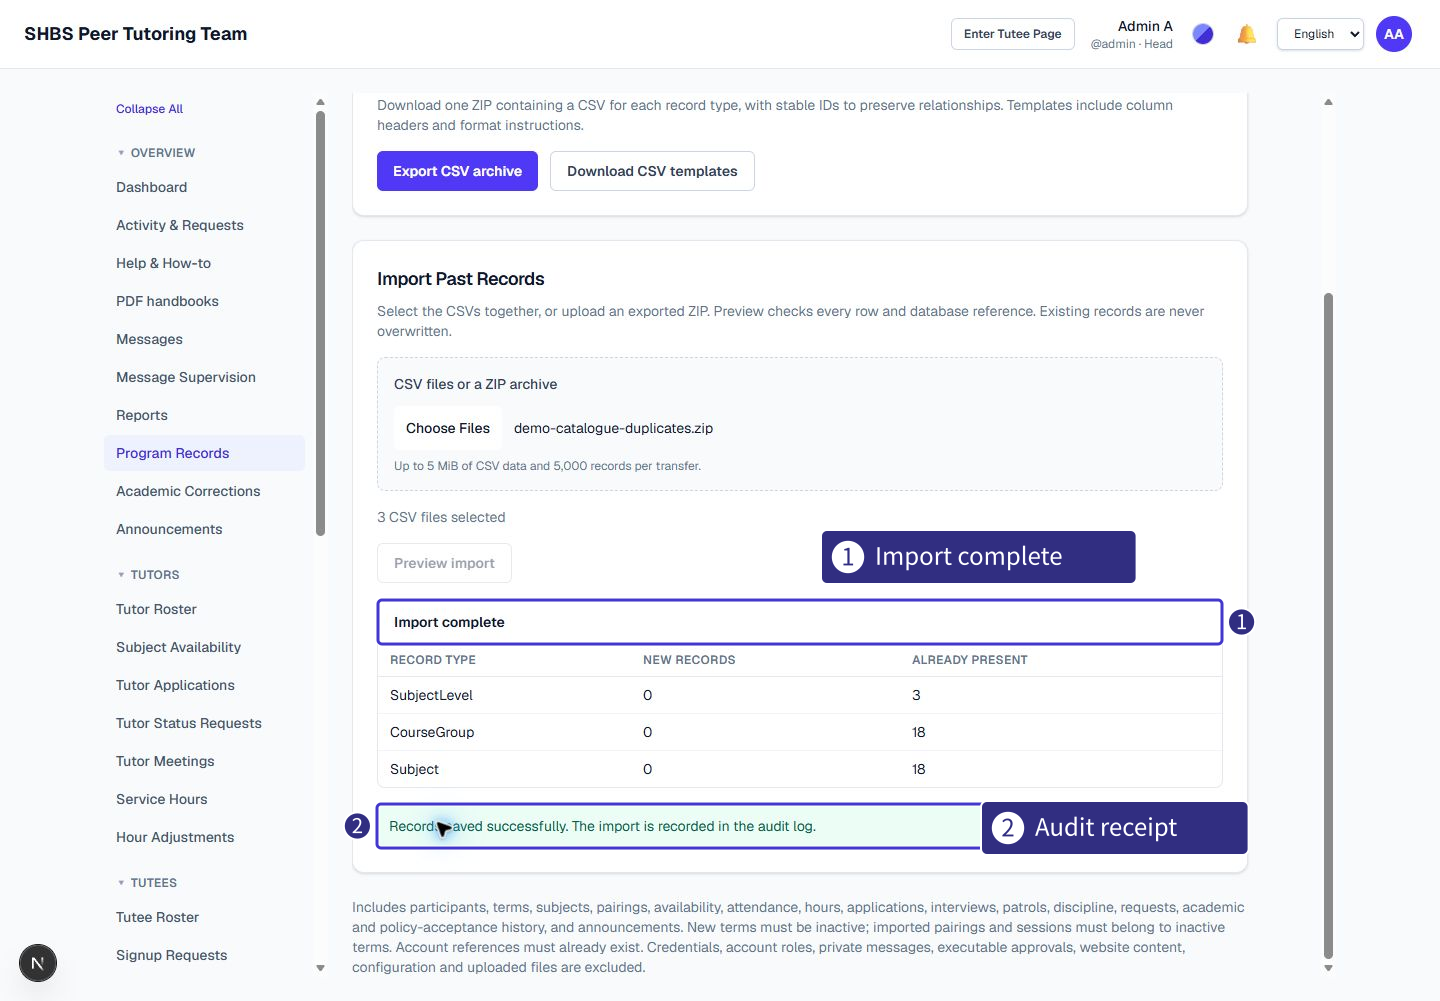 SHBS Peer Tutoring Team
Enter Tutee Page
Admin A
@admin · Head
English
AA
Collapse All
OVERVIEW
Dashboard
Activity & Requests
Help & How-to
PDF handbooks
Messages
Message Supervision
Reports
Program Records
Academic Corrections
Announcements
TUTORS
Tutor Roster
Subject Availability
Tutor Applications
Tutor Status Requests
Tutor Meetings
Service Hours
Hour Adjustments
TUTEES
Tutee Roster
Signup Requests
N
Download one ZIP containing a CSV for each record type, with stable IDs to preserve relationships. Templates include column
headers and format instructions.
Export CSV archive
Download CSV templates
Import Past Records
Select the CSVs together, or upload an exported ZIP. Preview checks every row and database reference. Existing records are never
overwritten.
CSV files or a ZIP archive
Choose Files demo-catalogue-duplicates.zip
Up to 5 MiB of CSV data and 5,000 records per transfer.
3 CSV files selected
1 Import complete
Preview import
Import complete
1
RECORD TYPE NEW RECORDS ALREADY PRESENT
SubjectLevel 0 3
CourseGroup 0 18
Subject 0 18
2
successfully. The import is recorded in the audit log.
2 Audit receipt
Includes participants, terms, subjects, pairings, availability, attendance, hours, applications, interviews, patrols, discipline, requests, academic
and policy-acceptance history, and announcements. New terms must be inactive; imported pairings and sessions must belong to inactive
terms. Account references must already exist. Credentials, account roles, private messages, executable approvals, website content,
configuration and uploaded files are excluded.